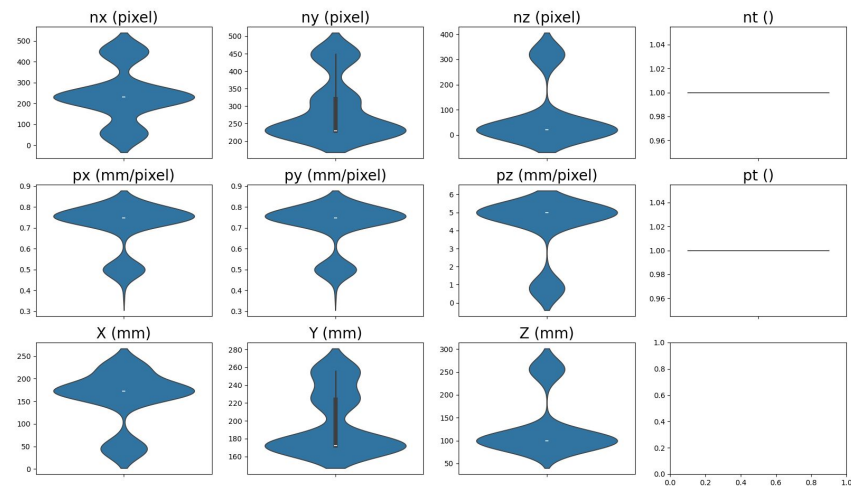 nx (pixel) ny (pixel) nz (pixel) nt ()
500 400 300 200 100 0
500 450 400 350 300 250 200
400 300 200 100 0
1.04 1.02 1.00 0.98 0.96
px (mm/pixel) py (mm/pixel) pz (mm/pixel) pt ()
0.9 0.8 0.7 0.6 0.5 0.4 0.3
0.9 0.8 0.7 0.6 0.5 0.4 0.3
6 5 4 3 2 1 0
1.04 1.02 1.00 0.98 0.96
X (mm) Y (mm) Z (mm)
250 200 150 100 50 0
280 260 240 220 200 180 160
300 250 200 150 100 50
1.0 0.8 0.6 0.4 0.2 0.0
0.0 0.2 0.4 0.6 0.8 1.0